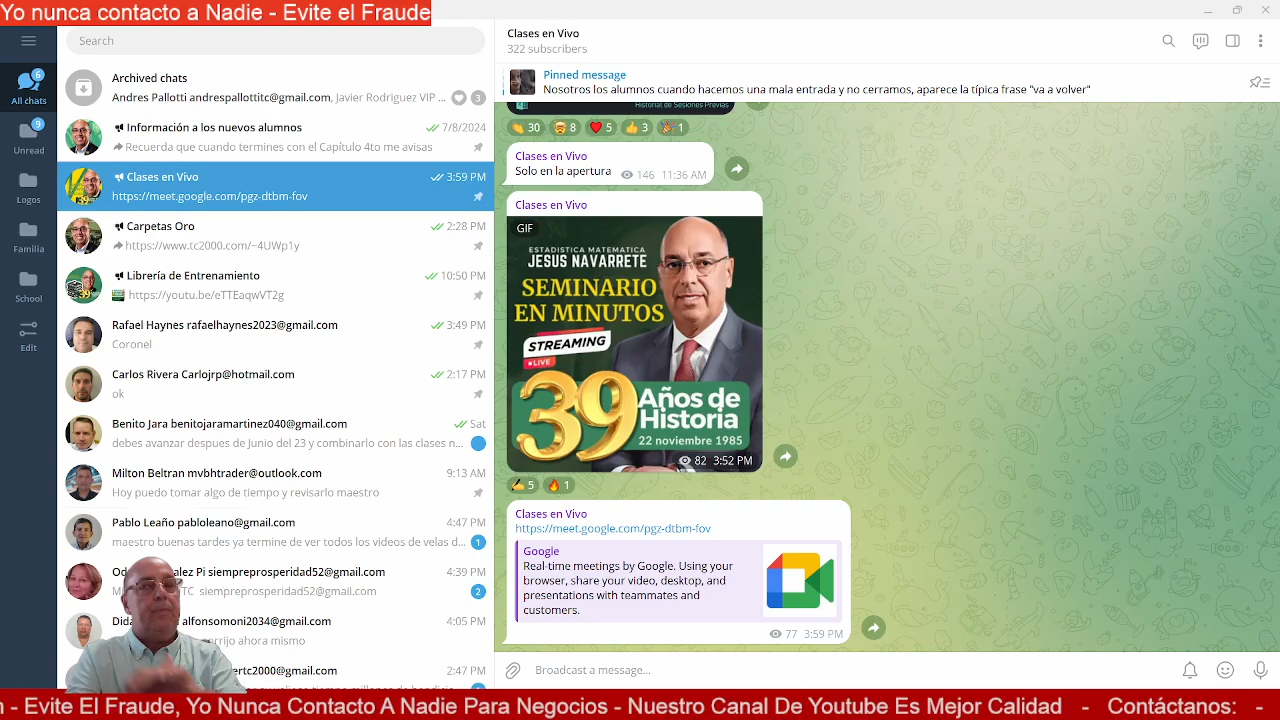 Yo nunca contacto a Nadie - Evite el Fraude
Search
6
All chats
9
Unread
Logos
Familia
School
Edit
Archived chats
Andres Pallotti andrespallottitc@gmail.com, Javier Rodriguez VIP ...
3
Información a los nuevos alumnos
7/8/2024
Recuerda que cuando termines con el Capítulo 4to me avisas
Clases en Vivo
3:59 PM
https://meet.google.com/pgz-dtbm-fov
Carpetas Oro
2:28 PM
https://www.tc2000.com/~4UWp1y
Librería de Entrenamiento
10:50 PM
https://youtu.be/eTTEaqwVT2g
Rafael Haynes rafaelhaynes2023@gmail.com
3:49 PM
Coronel
Carlos Rivera Carlojrp@hotmail.com
2:17 PM
ok
Benito Jara benitojaramartinez040@gmail.com
Sat
debes avanzar despues de Junio del 23 y combinarlo con las clases n...
Milton Beltran mvbhtrader@outlook.com
9:13 AM
Hoy puedo tomar algo de tiempo y revisarlo maestro
Pablo Leaño pabloleano@gmail.com
4:47 PM
maestro buenas tardes ya termine de ver todos los videos de velas d...
1
4:39 PM
siempreprosperidad52@gmail.com
2
alfonsomoni2034@gmail.com
4:05 PM
ahora mismo
2:47 PM
Clases en Vivo
322 subscribers
Pinned message
Nosotros los alumnos cuando hacemos una mala entrada y no cerramos, aparece la típica frase "va a volver"
Historial de Sesiones Previas
30
8
5
3
1
Clases en Vivo
Solo en la apertura
146 11:36 AM
Clases en Vivo
GIF
ESTADISTICA MATEMATICA
JESUS NAVARRETE
SEMINARIO
EN MINUTOS
STREAMING
LIVE
39
Años de
Historia
22 noviembre 1985
82 3:52 PM
5
1
Clases en Vivo
https://meet.google.com/pgz-dtbm-fov
Google
Real-time meetings by Google. Using your
browser, share your video, desktop, and
presentations with teammates and
customers.
77 3:59 PM
Broadcast a message...
- Evite El Fraude, Yo Nunca Contacto A Nadie Para Negocios - Nuestro Canal De Youtube Es Mejor Calidad - Contáctanos: -